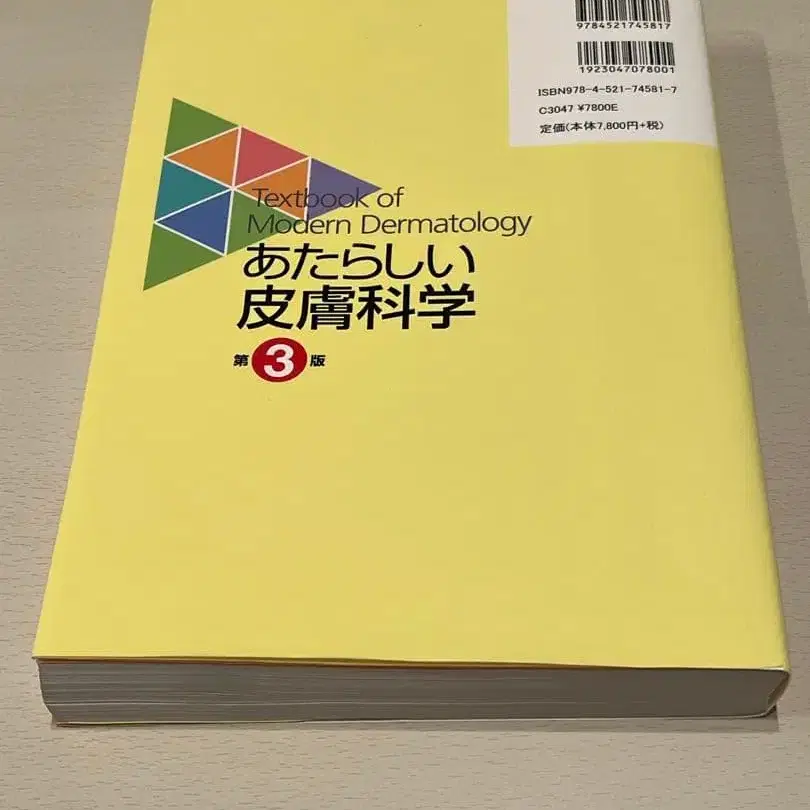 9784521745817
1923047078001
ISBN978-4-521-74581-7
C3047 ¥7800E
定価(本体7,800円+税)
Textbook of
Modern Dermatology
あたらしい
皮膚科学
第3版